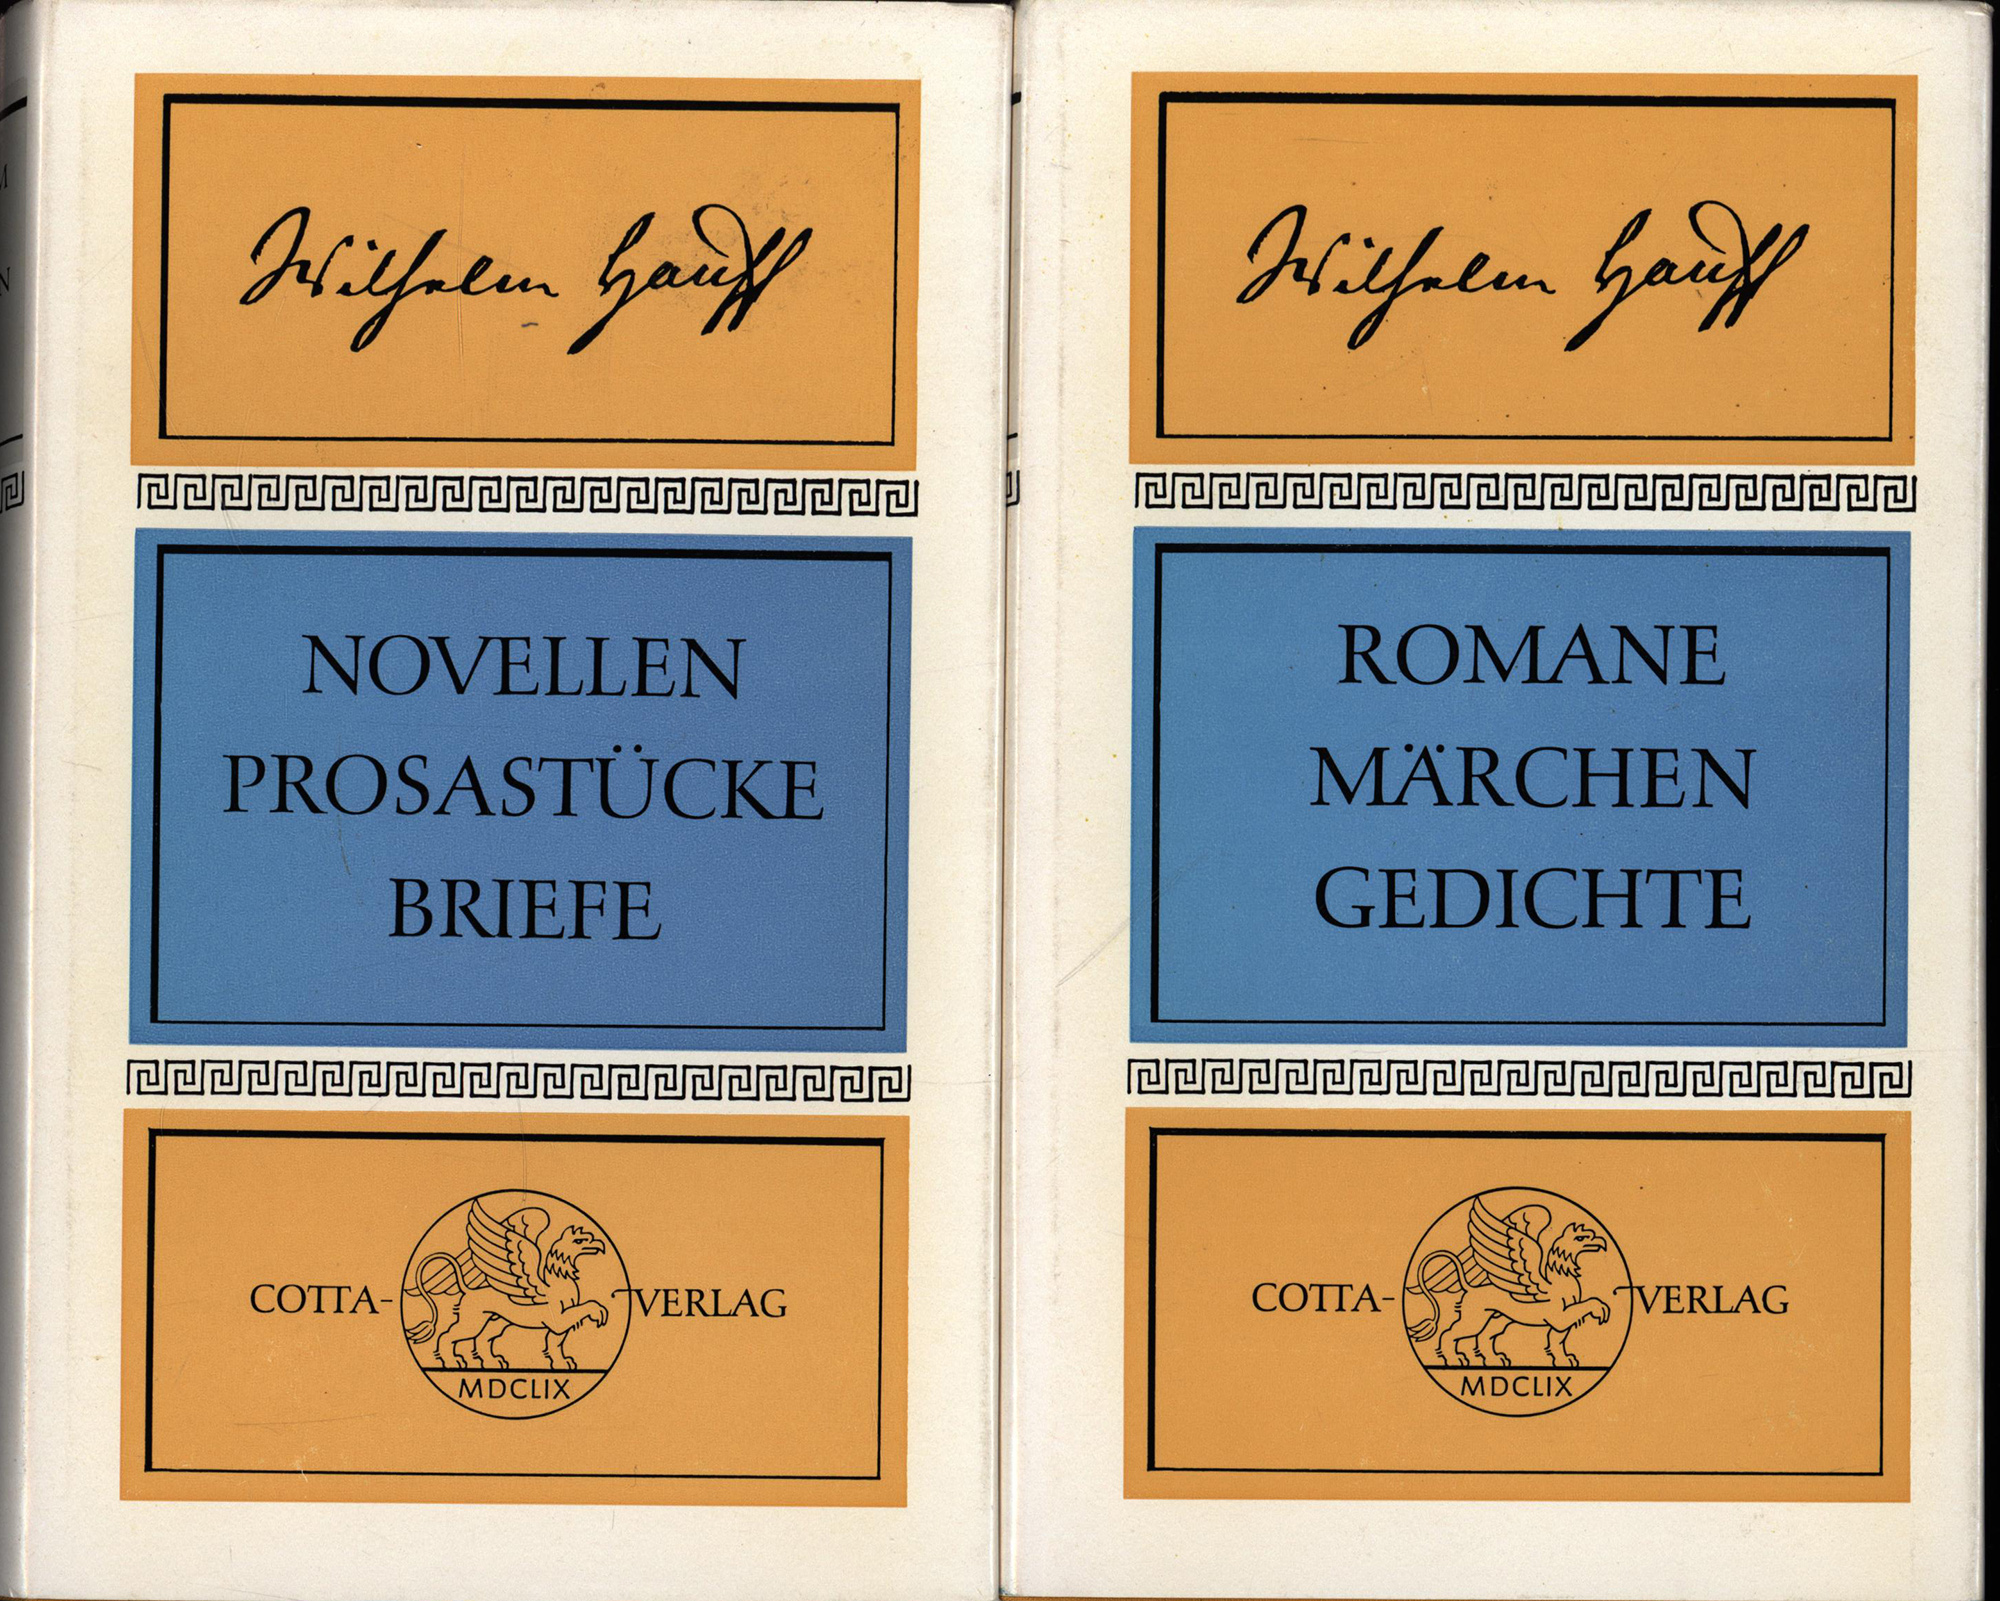 Wilhelm Hauff
NOVELLEN
PROSASTÜCKE
BRIEFE
COTTA-VERLAG
MDCLIX
Wilhelm Hauff
ROMANE
MÄRCHEN
GEDICHTE
COTTA-VERLAG
MDCLIX